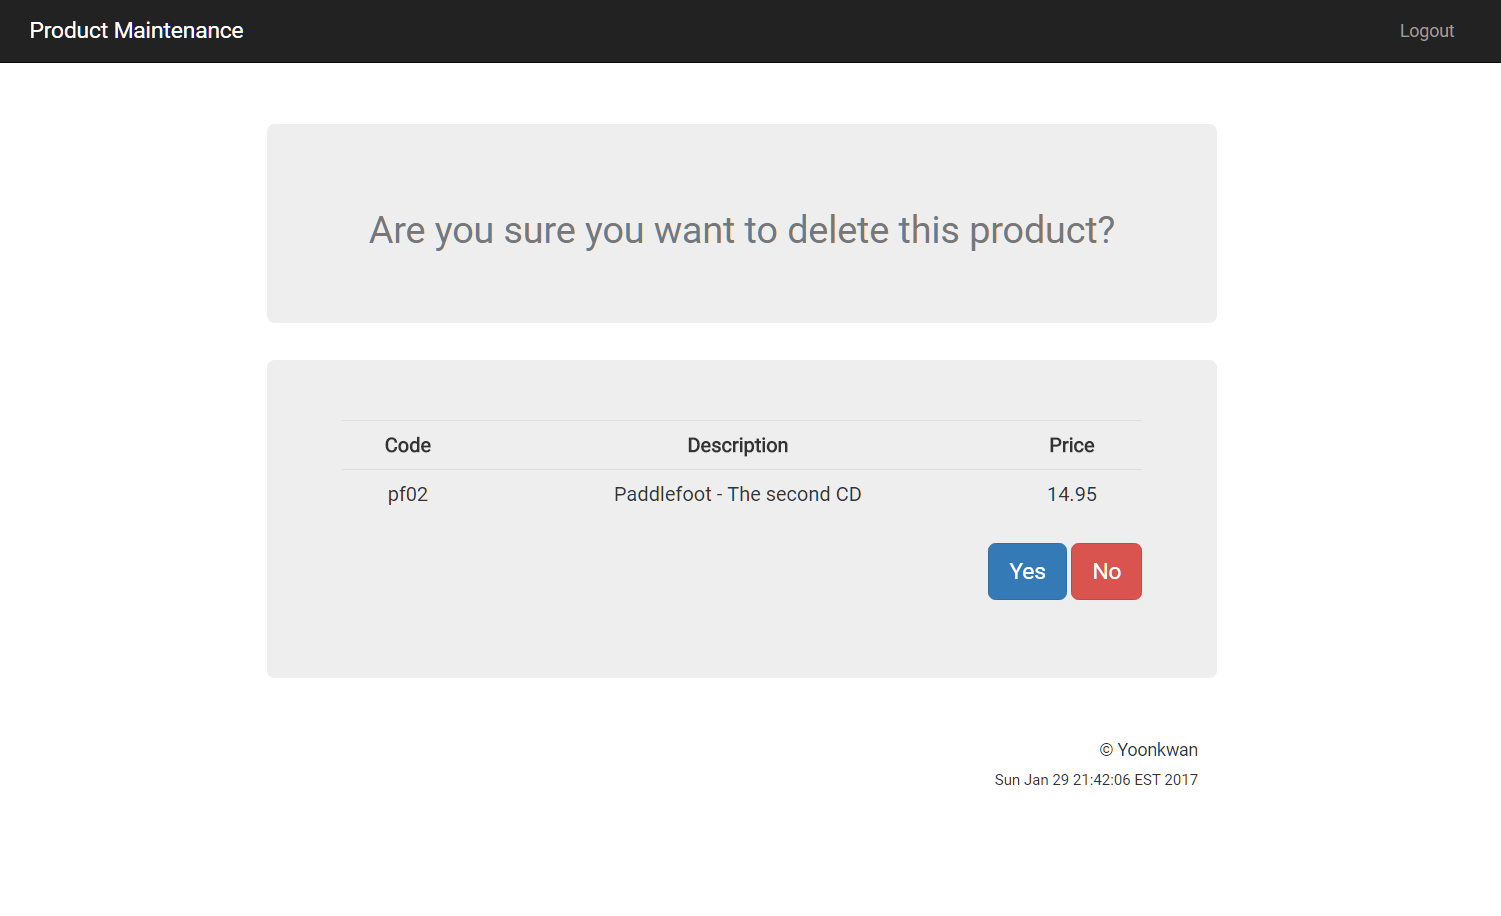 Product Maintenance Logout
Are you sure you want to delete this product?
Code Description Price
pf02 Paddlefoot - The second CD 14.95
Yes No
© Yoonkwan
Sun Jan 29 21:42:06 EST 2017